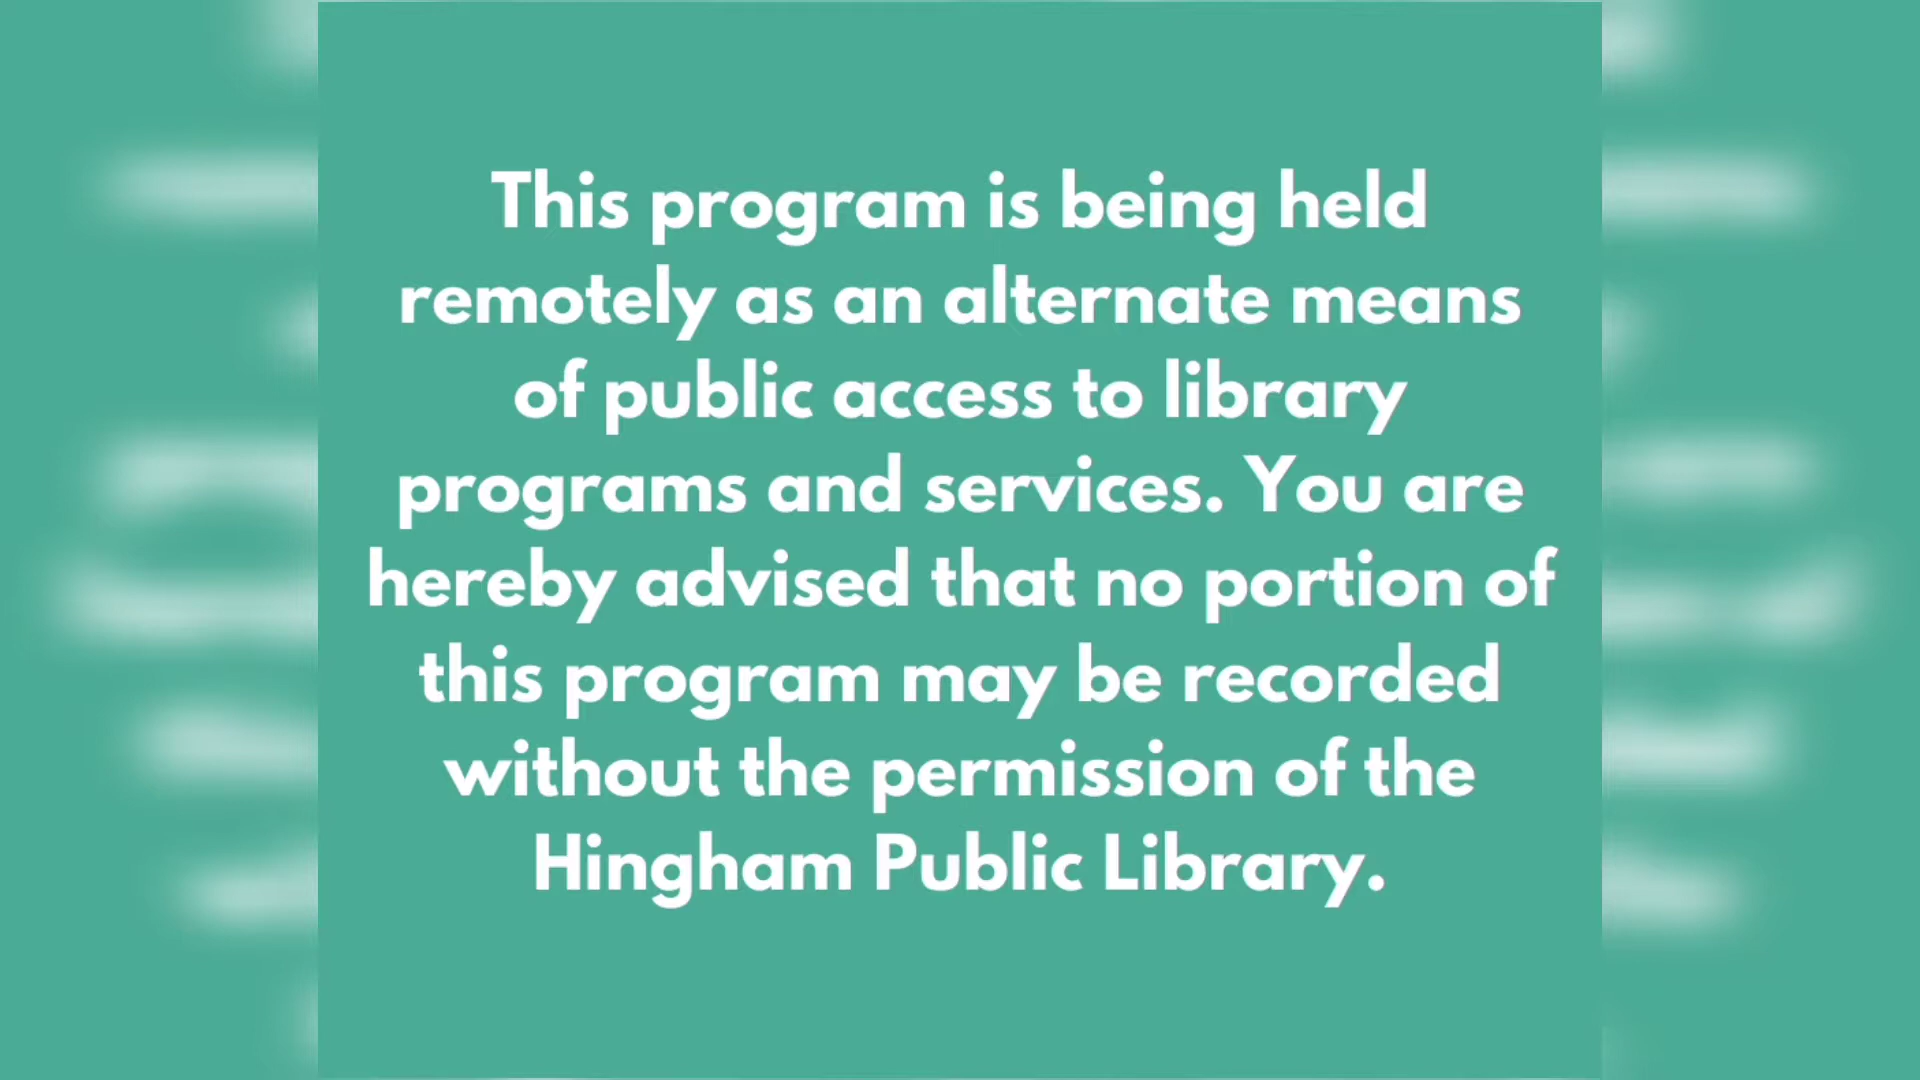 This program is being held
remotely as an alternate means
of public access to library
programs and services. You are
hereby advised that no portion of
this program may be recorded
without the permission of the
Hingham Public Library.